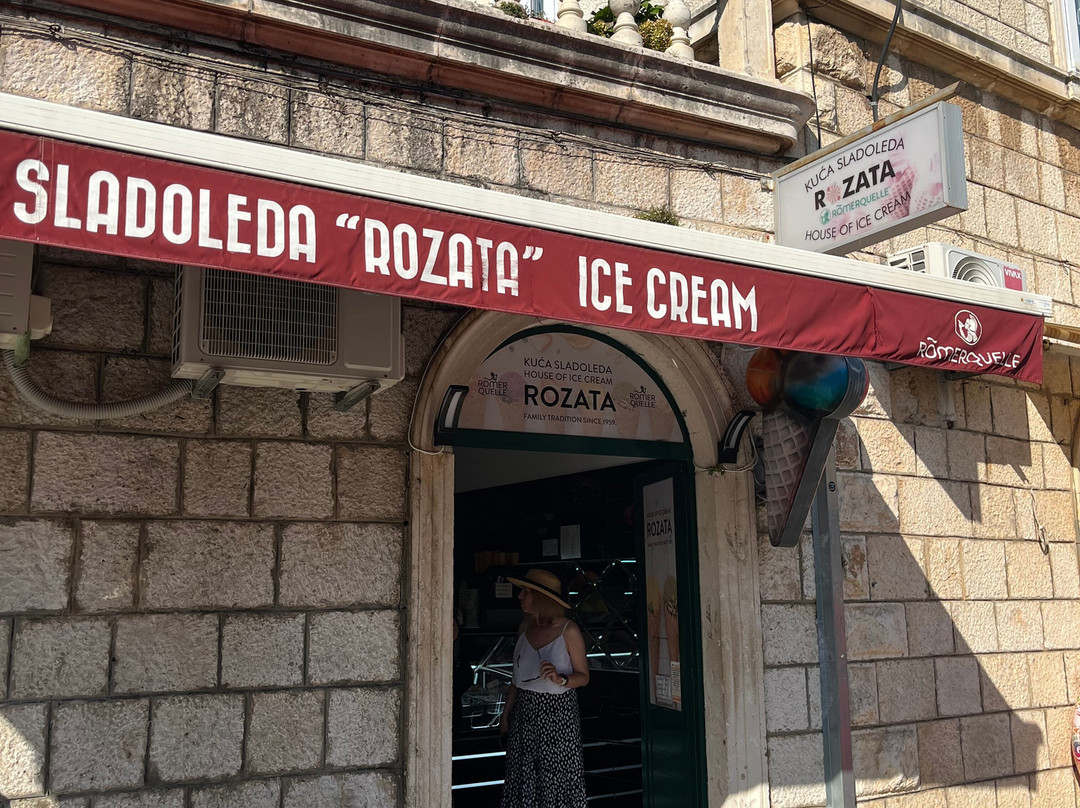 SLADOLEDA "ROZATA" ICE CREAM
RÖMERQUELLE
KUĆA SLADOLEDA
ROZATA
RÖMERQUELLE
HOUSE OF ICE CREAM
VIVAX
KUĆA SLADOLEDA
HOUSE OF ICE CREAM
ROZATA
FAMILY TRADITION SINCE 1959.
RÖMER
QUELLE
RÖMER
QUELLE
ROZATA